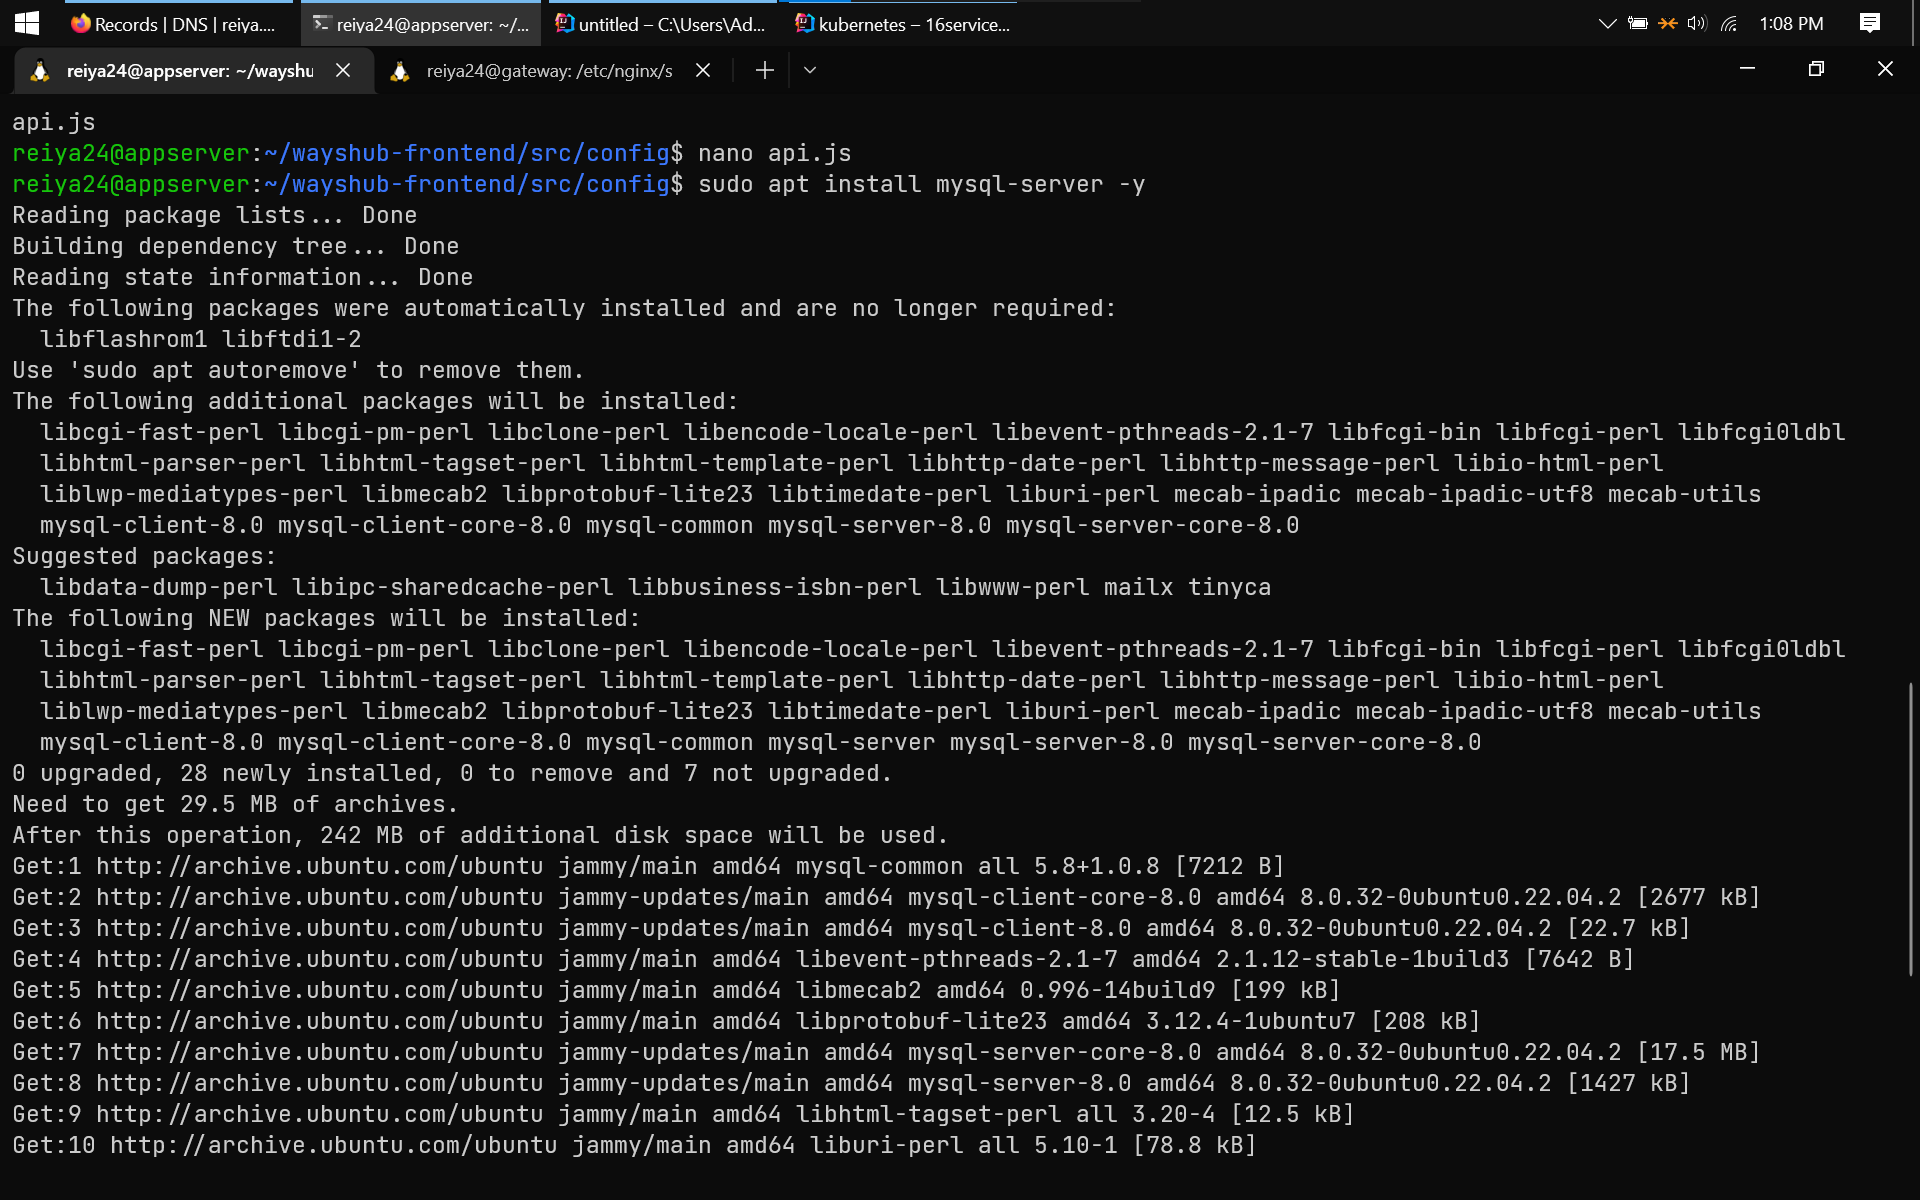 Records | DNS | reiya....
reiya24@appserver: ~/...
untitled – C:\Users\Ad...
kubernetes – 16service...
1:08 PM
reiya24@appserver: ~/wayshu
reiya24@gateway: /etc/nginx/s
api.js
reiya24@appserver:~/wayshub-frontend/src/config$ nano api.js
reiya24@appserver:~/wayshub-frontend/src/config$ sudo apt install mysql-server -y
Reading package lists... Done
Building dependency tree... Done
Reading state information... Done
The following packages were automatically installed and are no longer required:
  libflashrom1 libftdi1-2
Use 'sudo apt autoremove' to remove them.
The following additional packages will be installed:
  libcgi-fast-perl libcgi-pm-perl libclone-perl libencode-locale-perl libevent-pthreads-2.1-7 libfcgi-bin libfcgi-perl libfcgi0ldbl
  libhtml-parser-perl libhtml-tagset-perl libhtml-template-perl libhttp-date-perl libhttp-message-perl libio-html-perl
  liblwp-mediatypes-perl libmecab2 libprotobuf-lite23 libtimedate-perl liburi-perl mecab-ipadic mecab-ipadic-utf8 mecab-utils
  mysql-client-8.0 mysql-client-core-8.0 mysql-common mysql-server-8.0 mysql-server-core-8.0
Suggested packages:
  libdata-dump-perl libipc-sharedcache-perl libbusiness-isbn-perl libwww-perl mailx tinyca
The following NEW packages will be installed:
  libcgi-fast-perl libcgi-pm-perl libclone-perl libencode-locale-perl libevent-pthreads-2.1-7 libfcgi-bin libfcgi-perl libfcgi0ldbl
  libhtml-parser-perl libhtml-tagset-perl libhtml-template-perl libhttp-date-perl libhttp-message-perl libio-html-perl
  liblwp-mediatypes-perl libmecab2 libprotobuf-lite23 libtimedate-perl liburi-perl mecab-ipadic mecab-ipadic-utf8 mecab-utils
  mysql-client-8.0 mysql-client-core-8.0 mysql-common mysql-server mysql-server-8.0 mysql-server-core-8.0
0 upgraded, 28 newly installed, 0 to remove and 7 not upgraded.
Need to get 29.5 MB of archives.
After this operation, 242 MB of additional disk space will be used.
Get:1 http://archive.ubuntu.com/ubuntu jammy/main amd64 mysql-common all 5.8+1.0.8 [7212 B]
Get:2 http://archive.ubuntu.com/ubuntu jammy-updates/main amd64 mysql-client-core-8.0 amd64 8.0.32-0ubuntu0.22.04.2 [2677 kB]
Get:3 http://archive.ubuntu.com/ubuntu jammy-updates/main amd64 mysql-client-8.0 amd64 8.0.32-0ubuntu0.22.04.2 [22.7 kB]
Get:4 http://archive.ubuntu.com/ubuntu jammy/main amd64 libevent-pthreads-2.1-7 amd64 2.1.12-stable-1build3 [7642 B]
Get:5 http://archive.ubuntu.com/ubuntu jammy/main amd64 libmecab2 amd64 0.996-14build9 [199 kB]
Get:6 http://archive.ubuntu.com/ubuntu jammy/main amd64 libprotobuf-lite23 amd64 3.12.4-1ubuntu7 [208 kB]
Get:7 http://archive.ubuntu.com/ubuntu jammy-updates/main amd64 mysql-server-core-8.0 amd64 8.0.32-0ubuntu0.22.04.2 [17.5 MB]
Get:8 http://archive.ubuntu.com/ubuntu jammy-updates/main amd64 mysql-server-8.0 amd64 8.0.32-0ubuntu0.22.04.2 [1427 kB]
Get:9 http://archive.ubuntu.com/ubuntu jammy/main amd64 libhtml-tagset-perl all 3.20-4 [12.5 kB]
Get:10 http://archive.ubuntu.com/ubuntu jammy/main amd64 liburi-perl all 5.10-1 [78.8 kB]